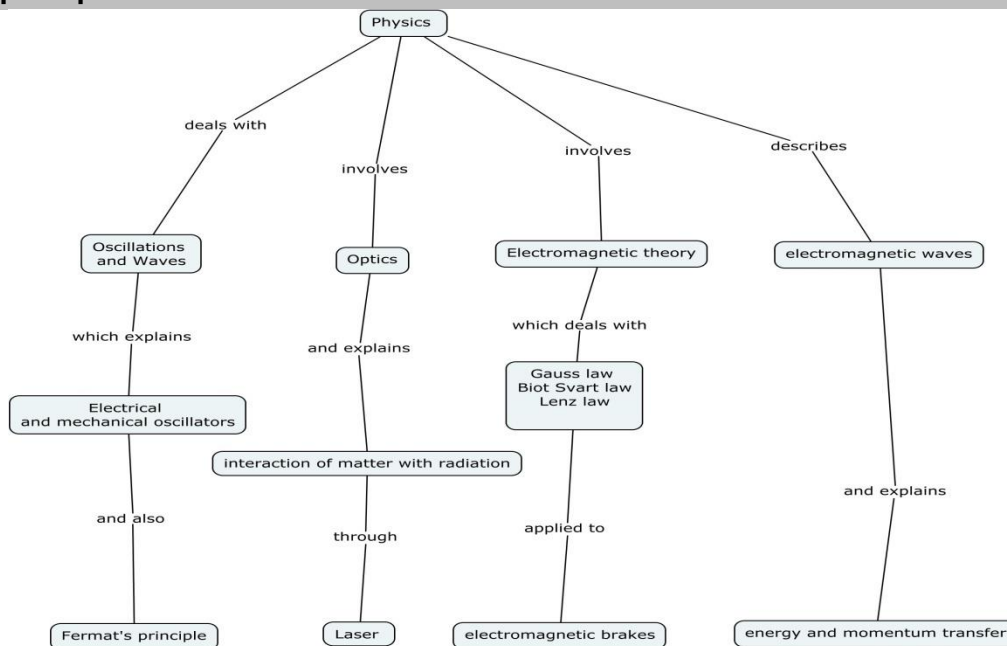 Physics
deals with
involves
involves
describes
Oscillations
and Waves
Optics
Electromagnetic theory
electromagnetic waves
which explains
and explains
which deals with
Gauss law
Biot Svart law
Lenz law
Electrical
and mechanical oscillators
interaction of matter with radiation
and explains
and also
through
applied to
Fermat's principle
Laser
electromagnetic brakes
energy and momentum transfer